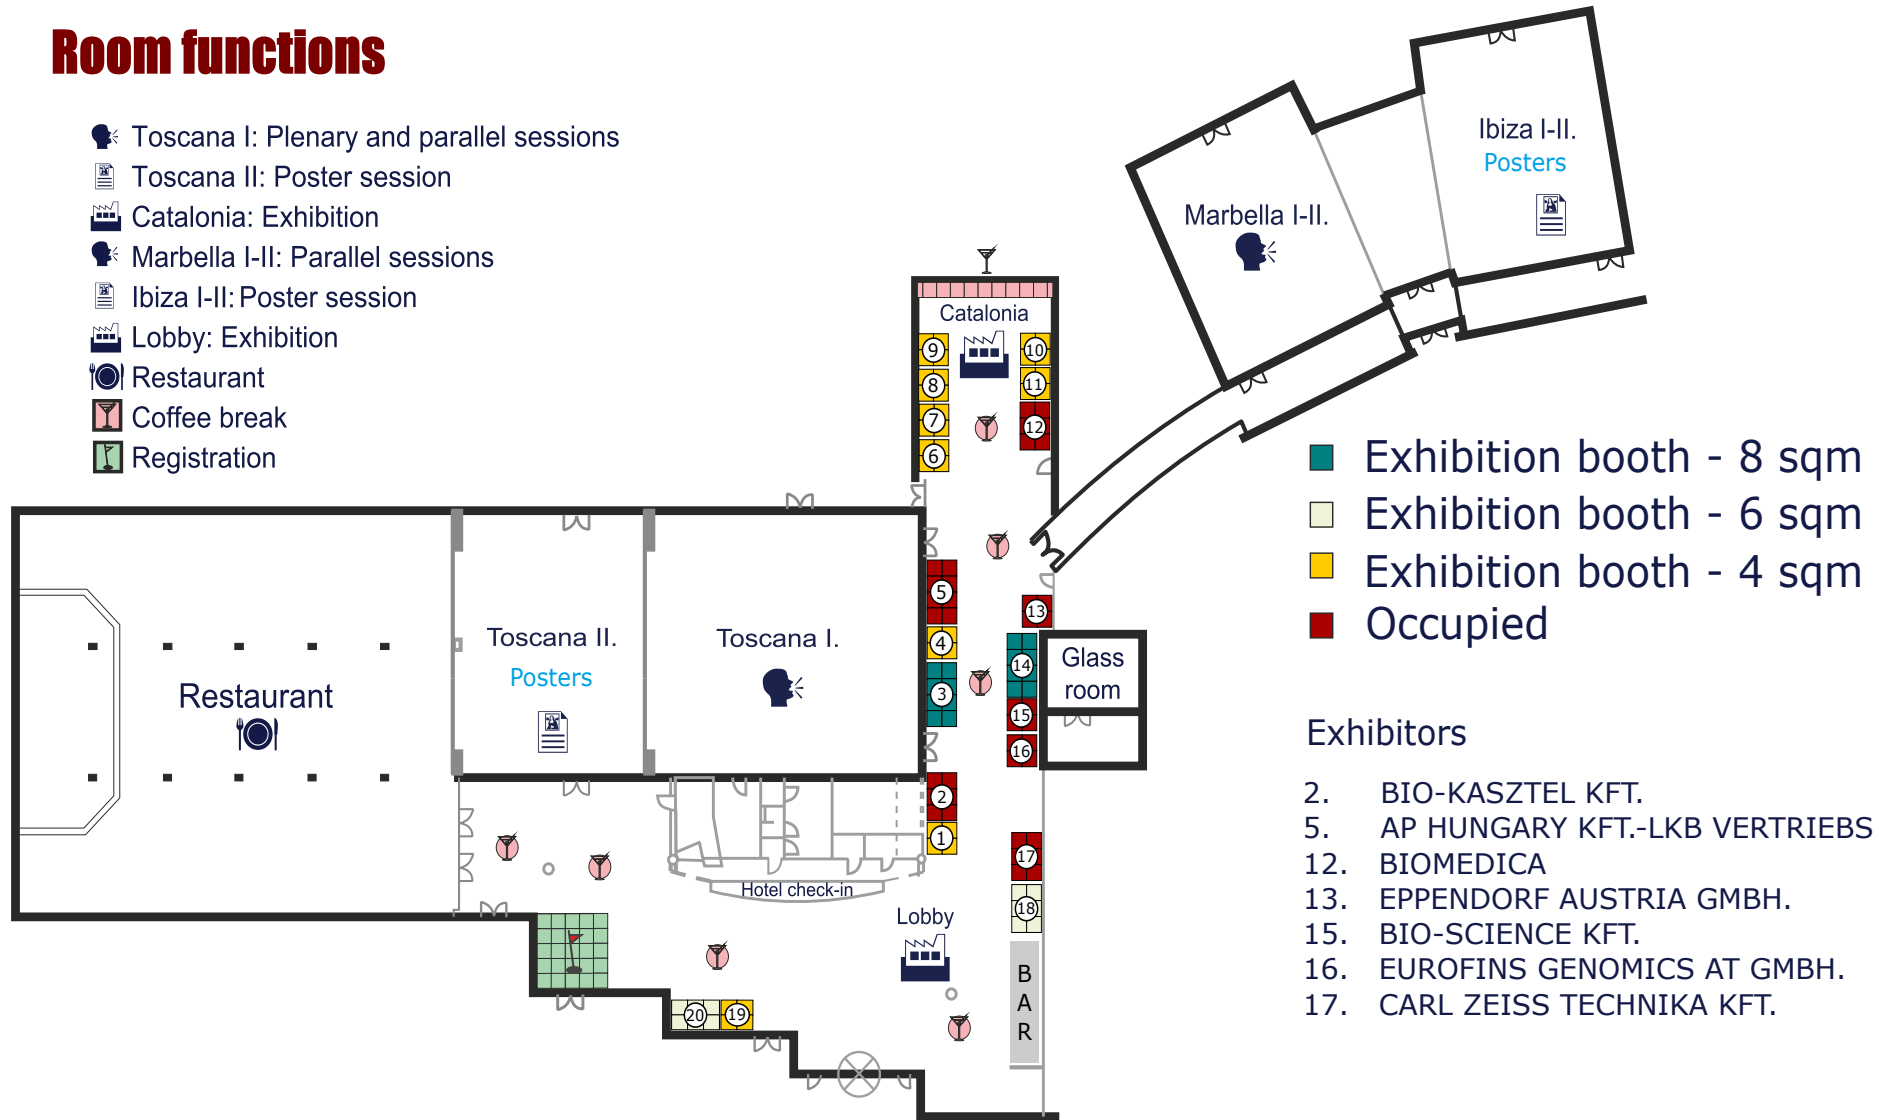 Room functions
Toscana I: Plenary and parallel sessions
Toscana II: Poster session
Catalonia: Exhibition
Marbella I-II: Parallel sessions
Ibiza I-II: Poster session
Lobby: Exhibition
Restaurant
Coffee break
Registration
Ibiza I-II.
Posters
Marbella I-II.
Catalonia
9
10
8
11
7
12
6
Exhibition booth - 8 sqm
Exhibition booth - 6 sqm
Exhibition booth - 4 sqm
Occupied
5
13
4
14
3
15
16
2
1
17
18
Toscana II.
Posters
Toscana I.
Glass
room
Restaurant
Hotel check-in
Lobby
BAR
20
19
Exhibitors
2. BIO-KASZTEL KFT.
5. AP HUNGARY KFT.-LKB VERTRIEBS
12. BIOMEDICA
13. EPPENDORF AUSTRIA GMBH.
15. BIO-SCIENCE KFT.
16. EUROFINS GENOMICS AT GMBH.
17. CARL ZEISS TECHNIKA KFT.